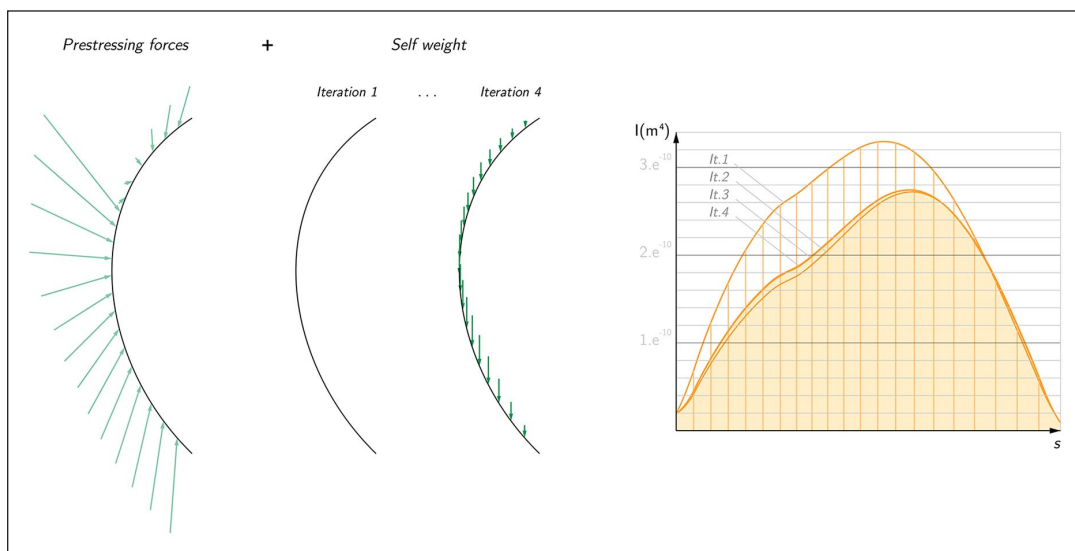 Prestressing forces + Self weight
Iteration 1 . . . Iteration 4
I(m⁴)
3.e⁻¹⁰
2.e⁻¹⁰
1.e⁻¹⁰
It.1
It.2
It.3
It.4
s